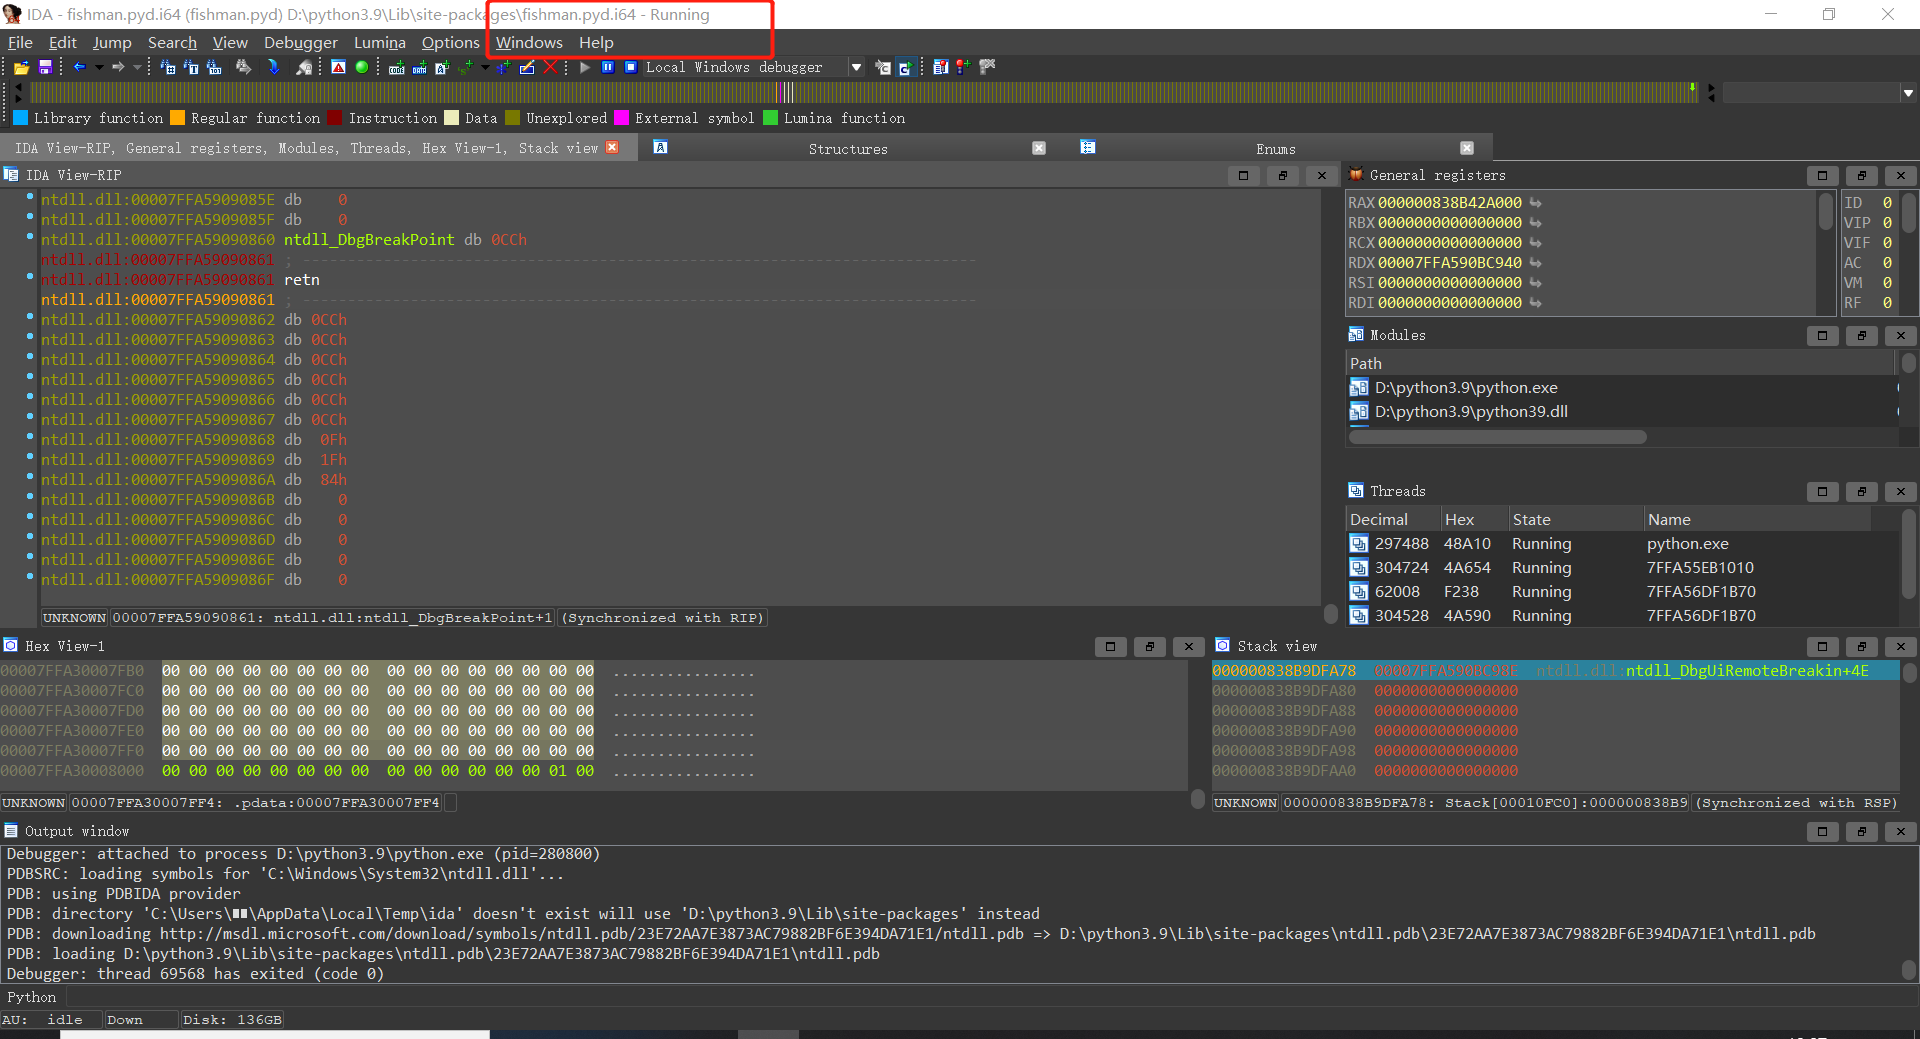 IDA - fishman.pyd.i64 (fishman.pyd) D:\python3.9\Lib\site-packages\fishman.pyd.i64 - Running
File Edit Jump Search View Debugger Lumina Options Windows Help
Local Windows debugger
Library function Regular function Instruction Data Unexplored External symbol Lumina function
IDA View-RIP, General registers, Modules, Threads, Hex View-1, Stack view Structures Enums
IDA View-RIP
ntdll.dll:00007FFA5909085E db 0
ntdll.dll:00007FFA5909085F db 0
ntdll.dll:00007FFA59090860 ntdll_DbgBreakPoint db 0CCh
ntdll.dll:00007FFA59090861 ; ---------------------------------------------------------------------------
ntdll.dll:00007FFA59090861 retn
ntdll.dll:00007FFA59090861 ; ---------------------------------------------------------------------------
ntdll.dll:00007FFA59090862 db 0CCh
ntdll.dll:00007FFA59090863 db 0CCh
ntdll.dll:00007FFA59090864 db 0CCh
ntdll.dll:00007FFA59090865 db 0CCh
ntdll.dll:00007FFA59090866 db 0CCh
ntdll.dll:00007FFA59090867 db 0CCh
ntdll.dll:00007FFA59090868 db 0Fh
ntdll.dll:00007FFA59090869 db 1Fh
ntdll.dll:00007FFA5909086A db 84h
ntdll.dll:00007FFA5909086B db 0
ntdll.dll:00007FFA5909086C db 0
ntdll.dll:00007FFA5909086D db 0
ntdll.dll:00007FFA5909086E db 0
ntdll.dll:00007FFA5909086F db 0
UNKNOWN 00007FFA59090861: ntdll.dll:ntdll_DbgBreakPoint+1 (Synchronized with RIP)
General registers
RAX 000000838B42A000
RBX 0000000000000000
RCX 0000000000000000
RDX 00007FFA590BC940
RSI 0000000000000000
RDI 0000000000000000
ID 0
VIP 0
VIF 0
AC 0
VM 0
RF 0
Modules
Path
D:\python3.9\python.exe
D:\python3.9\python39.dll
Threads
Decimal Hex State Name
297488 48A10 Running python.exe
304724 4A654 Running 7FFA55EB1010
62008 F238 Running 7FFA56DF1B70
304528 4A590 Running 7FFA56DF1B70
Hex View-1
00007FFA30007FB0 00 00 00 00 00 00 00 00 00 00 00 00 00 00 00 00 ................
00007FFA30007FC0 00 00 00 00 00 00 00 00 00 00 00 00 00 00 00 00 ................
00007FFA30007FD0 00 00 00 00 00 00 00 00 00 00 00 00 00 00 00 00 ................
00007FFA30007FE0 00 00 00 00 00 00 00 00 00 00 00 00 00 00 00 00 ................
00007FFA30007FF0 00 00 00 00 00 00 00 00 00 00 00 00 00 00 00 00 ................
00007FFA30008000 00 00 00 00 00 00 00 00 00 00 00 00 00 00 01 00 ................
UNKNOWN 00007FFA30007FF4: .pdata:00007FFA30007FF4
Stack view
000000838B9DFA78 00007FFA590BC98E ntdll.dll:ntdll_DbgUiRemoteBreakin+4E
000000838B9DFA80 0000000000000000
000000838B9DFA88 0000000000000000
000000838B9DFA90 0000000000000000
000000838B9DFA98 0000000000000000
000000838B9DFAA0 0000000000000000
UNKNOWN 000000838B9DFA78: Stack[00010FC0]:000000838B9 (Synchronized with RSP)
Output window
Debugger: attached to process D:\python3.9\python.exe (pid=280800)
PDBSRC: loading symbols for 'C:\Windows\System32\ntdll.dll'...
PDB: using PDBIDA provider
PDB: directory 'C:\Users\\AppData\Local\Temp\ida' doesn't exist will use 'D:\python3.9\Lib\site-packages' instead
PDB: downloading http://msdl.microsoft.com/download/symbols/ntdll.pdb/23E72AA7E3873AC79882BF6E394DA71E1/ntdll.pdb => D:\python3.9\Lib\site-packages\ntdll.pdb\23E72AA7E3873AC79882BF6E394DA71E1\ntdll.pdb
PDB: loading D:\python3.9\Lib\site-packages\ntdll.pdb\23E72AA7E3873AC79882BF6E394DA71E1\ntdll.pdb
Debugger: thread 69568 has exited (code 0)
Python
AU: idle Down Disk: 136GB